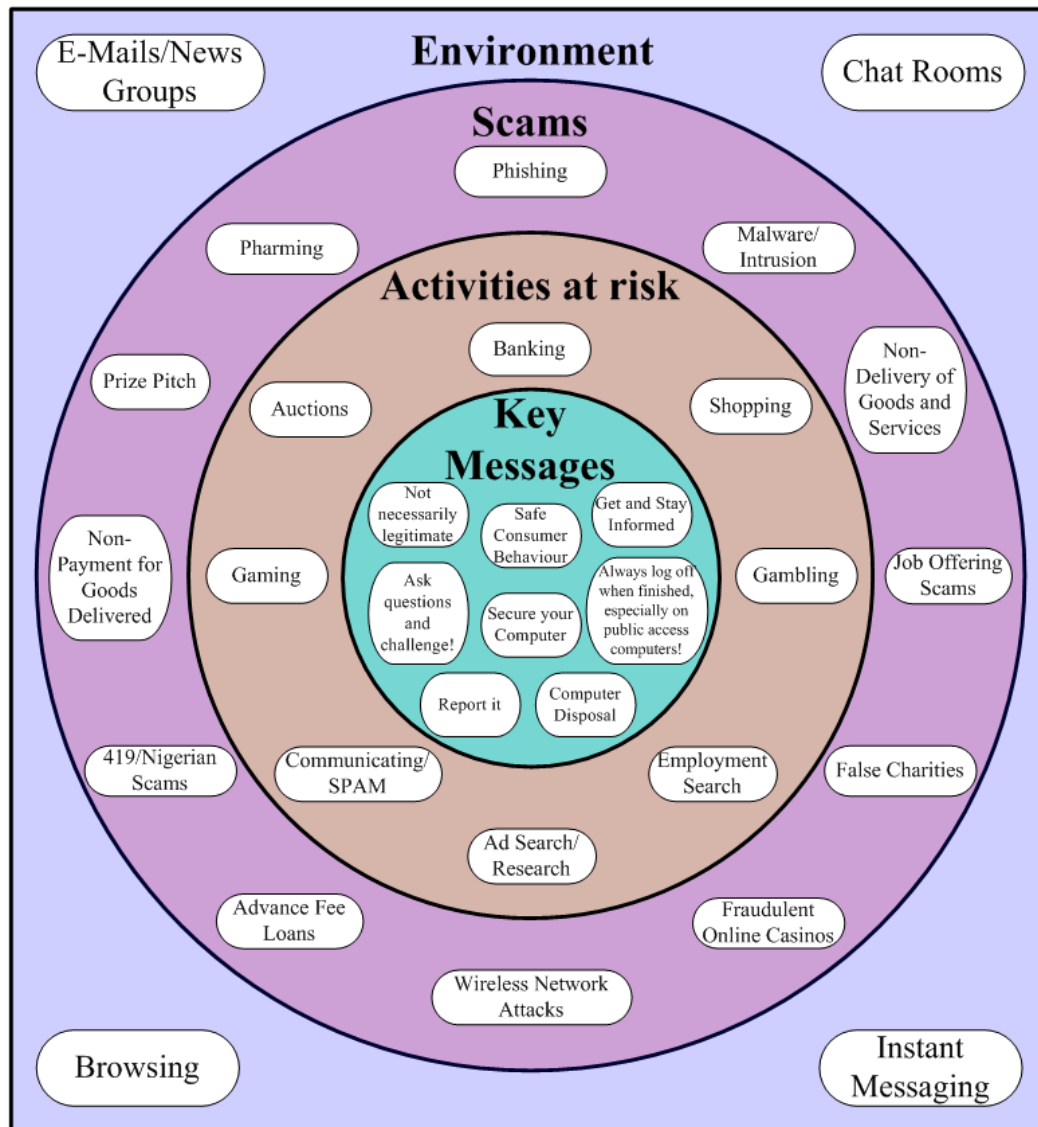 E-Mails/News
Groups
Environment
Chat Rooms
Scams
Phishing
Pharming
Malware/
Intrusion
Prize Pitch
Non-
Delivery of
Goods and
Services
Non-
Payment for
Goods
Delivered
Job Offering
Scams
419/Nigerian
Scams
False Charities
Advance Fee
Loans
Fraudulent
Online Casinos
Wireless Network
Attacks
Activities at risk
Banking
Auctions
Shopping
Gaming
Gambling
Communicating/
SPAM
Employment
Search
Ad Search/
Research
Key
Messages
Not
necessarily
legitimate
Safe
Consumer
Behaviour
Get and Stay
Informed
Ask
questions
and
challenge!
Secure your
Computer
Always log off
when finished,
especially on
public access
computers!
Report it
Computer
Disposal
Browsing
Instant
Messaging